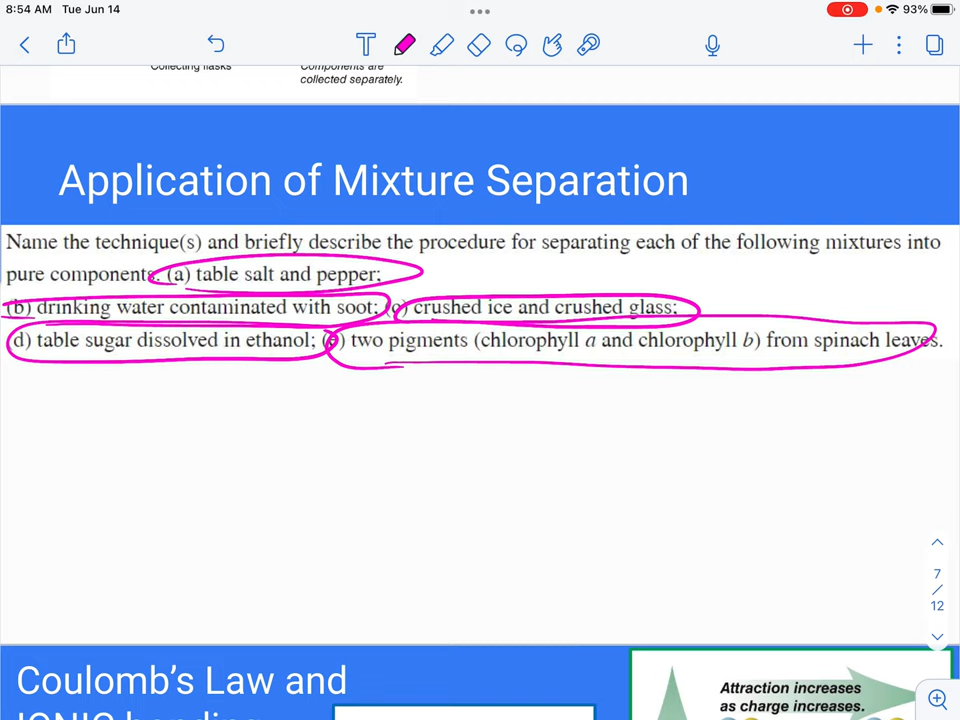 8:54 AM Tue Jun 14
93%
T
Collecting flasks
Components are
collected separately.
Application of Mixture Separation
Name the technique(s) and briefly describe the procedure for separating each of the following mixtures into
pure components. (a) table salt and pepper;
(b) drinking water contaminated with soot; (c) crushed ice and crushed glass;
d) table sugar dissolved in ethanol; (e) two pigments (chlorophyll a and chlorophyll b) from spinach leaves.
7
/
12
Coulomb's Law and
IONIC bonding
Attraction increases
as charge increases.